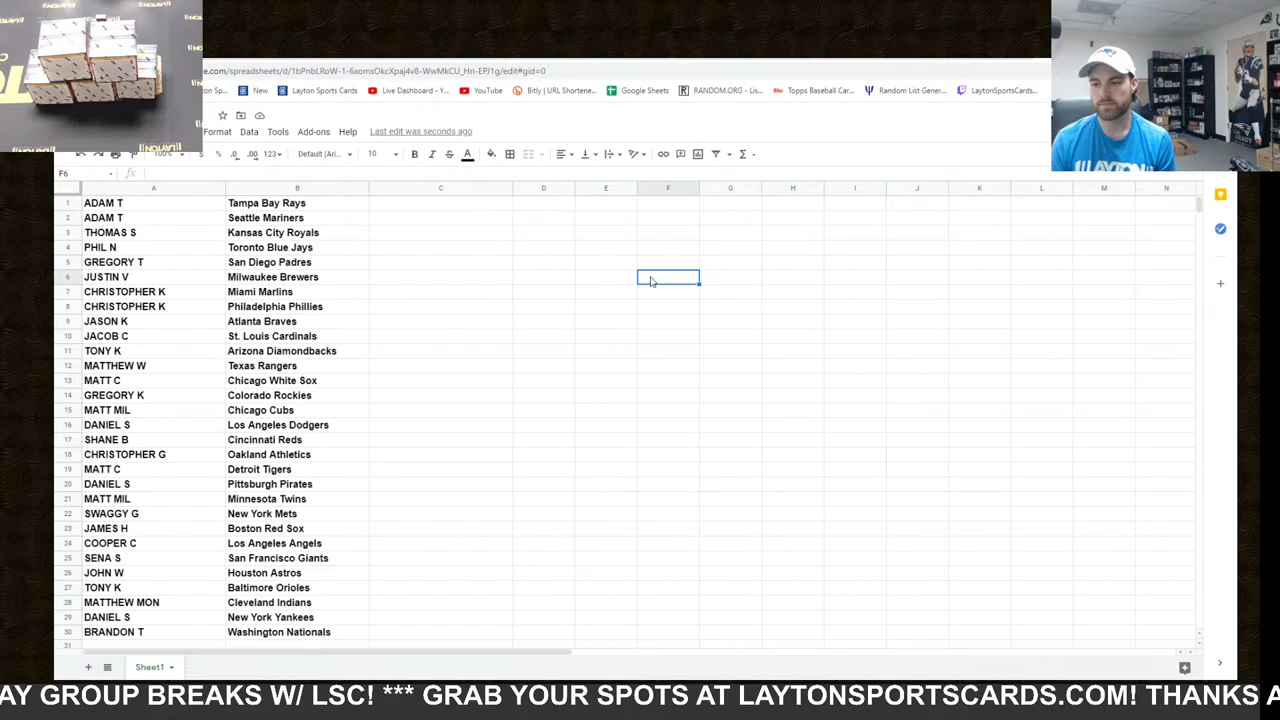 e.com/spreadsheets/d/1bPnbLRoW-1-6xomsOkcXpaj4v8-WwMkCU_Hri-EPJ1g/edit#gid=0
New Layton Sports Cards Live Dashboard - Y... YouTube Bitly | URL Shortene... Google Sheets RANDOM.ORG - Lis... Topps Baseball Car... Random List Gener... LaytonSportsCards...
Format Data Tools Add-ons Help Last edit was seconds ago
100% % .0 .00 123 Default (Ari... 10 B I S A
F6 fx
A B C D E F G H I J K L M N
1 ADAM T Tampa Bay Rays
2 ADAM T Seattle Mariners
3 THOMAS S Kansas City Royals
4 PHIL N Toronto Blue Jays
5 GREGORY T San Diego Padres
6 JUSTIN V Milwaukee Brewers
7 CHRISTOPHER K Miami Marlins
8 CHRISTOPHER K Philadelphia Phillies
9 JASON K Atlanta Braves
10 JACOB C St. Louis Cardinals
11 TONY K Arizona Diamondbacks
12 MATTHEW W Texas Rangers
13 MATT C Chicago White Sox
14 GREGORY K Colorado Rockies
15 MATT MIL Chicago Cubs
16 DANIEL S Los Angeles Dodgers
17 SHANE B Cincinnati Reds
18 CHRISTOPHER G Oakland Athletics
19 MATT C Detroit Tigers
20 DANIEL S Pittsburgh Pirates
21 MATT MIL Minnesota Twins
22 SWAGGY G New York Mets
23 JAMES H Boston Red Sox
24 COOPER C Los Angeles Angels
25 SENA S San Francisco Giants
26 JOHN W Houston Astros
27 TONY K Baltimore Orioles
28 MATTHEW MON Cleveland Indians
29 DANIEL S New York Yankees
30 BRANDON T Washington Nationals
31
Sheet1
AY GROUP BREAKS W/ LSC! *** GRAB YOUR SPOTS AT LAYTONSPORTSCARDS.COM! THANKS A